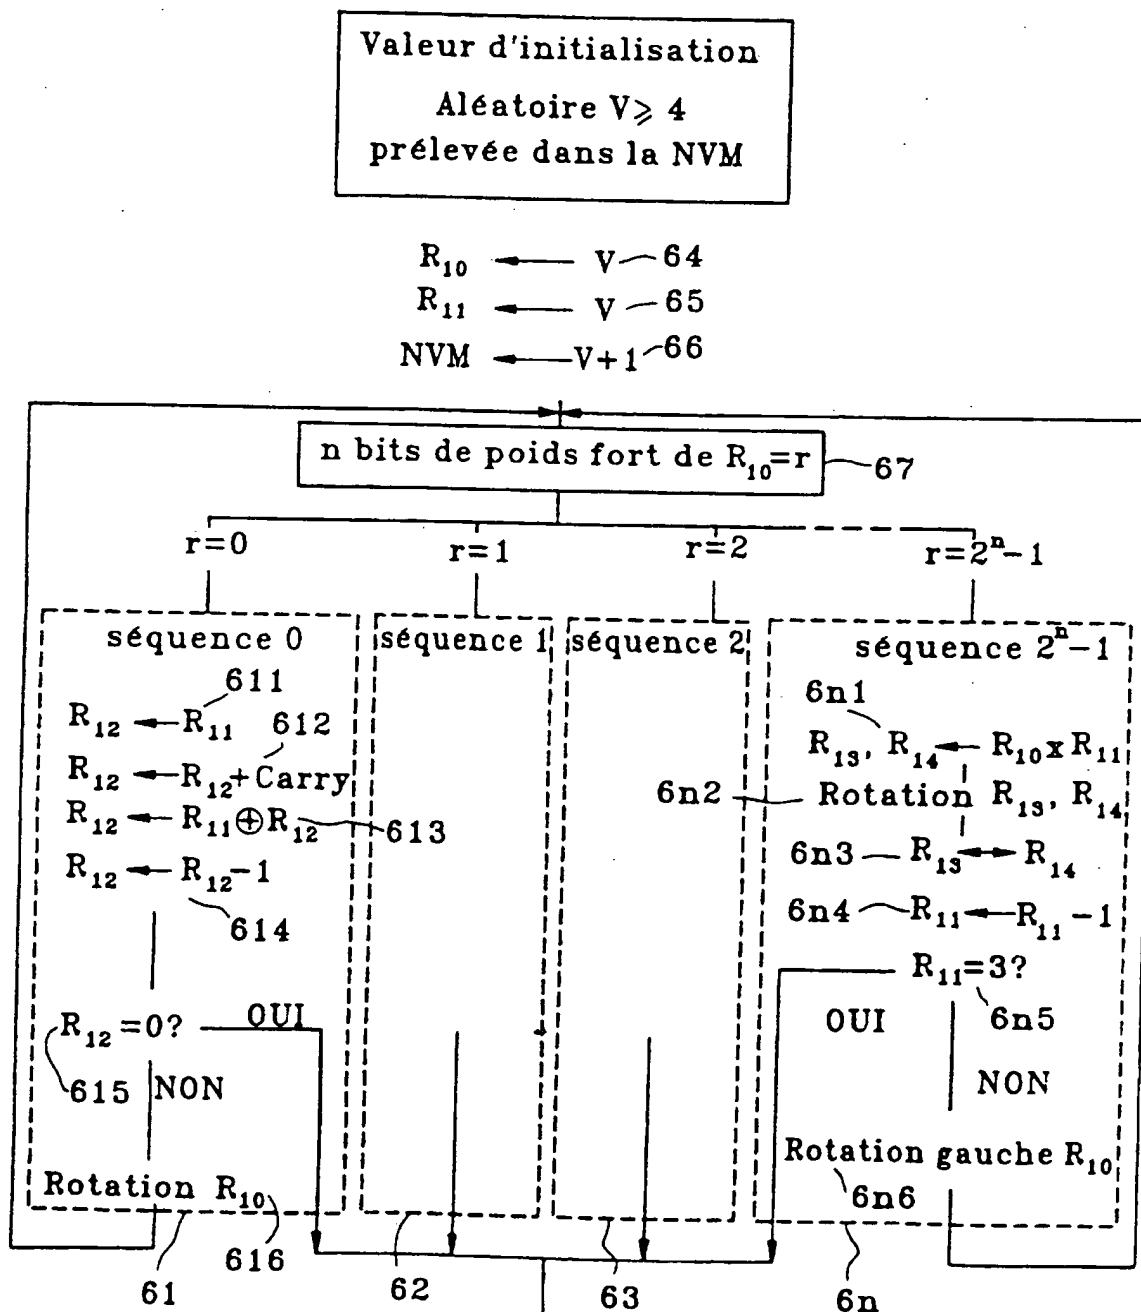 Valeur d'initialisation
Aléatoire V⩾ 4
prélevée dans la NVM
R₁₀ ← V 64
R₁₁ ← V 65
NVM ← V+1 66
n bits de poids fort de R₁₀=r 67
r=0 r=1 r=2 r=2ⁿ-1
séquence 0 séquence 1 séquence 2 séquence 2ⁿ-1
611
R₁₂ ← R₁₁
612
R₁₂ ← R₁₂+Carry
R₁₂ ← R₁₁⊕R₁₂ 613
R₁₂ ← R₁₂-1
614
R₁₂=0? OUI
615 NON
Rotation R₁₀
616
6n1
R₁₃, R₁₄ ← R₁₀xR₁₁
6n2 Rotation R₁₃, R₁₄
6n3 R₁₃ ↔ R₁₄
6n4 R₁₁ ← R₁₁-1
R₁₁=3?
OUI 6n5
NON
Rotation gauche R₁₀
6n6
61 62 63 6n